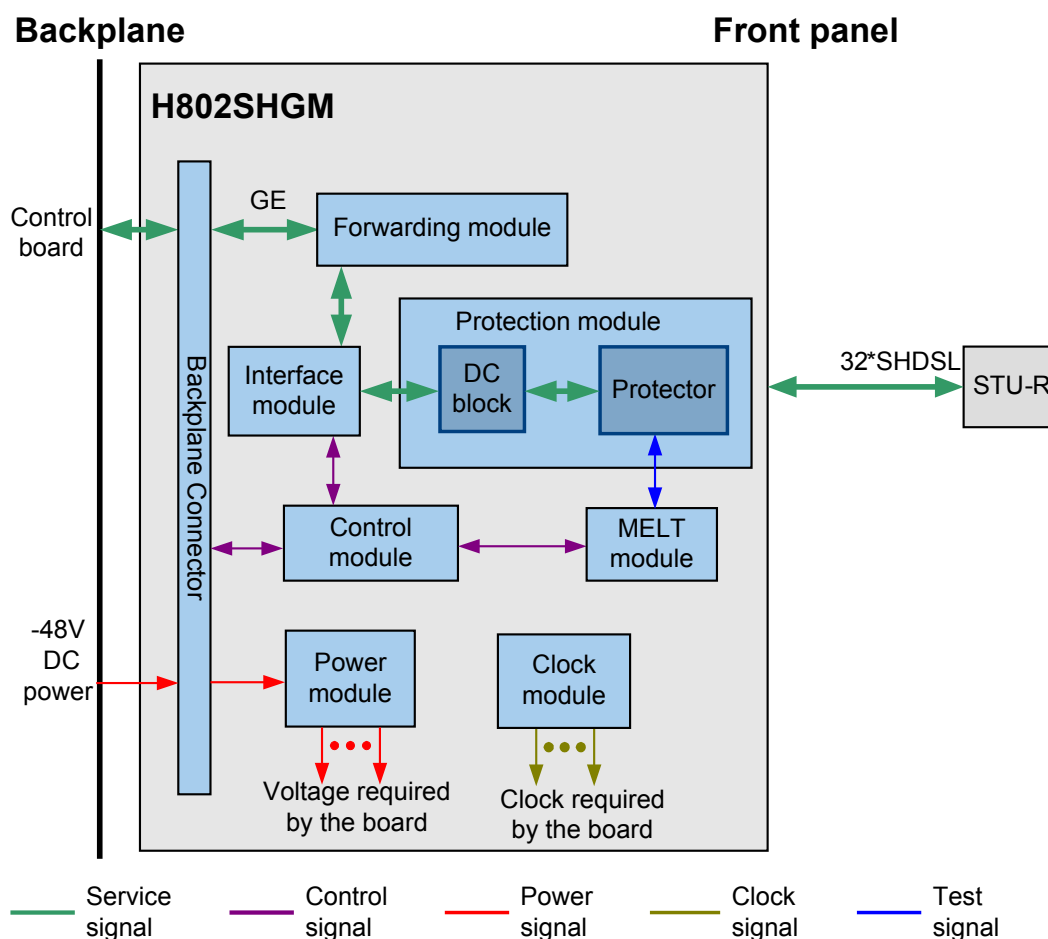 Backplane
Front panel
H802SHGM
GE
Control
board
Forwarding module
Protection module
Backplane Connector
Interface
module
DC
block
Protector
32*SHDSL
STU-R
Control
module
MELT
module
-48V
DC
power
Power
module
Clock
module
Voltage required
by the board
Clock required
by the board
Service
signal
Control
signal
Power
signal
Clock
signal
Test
signal